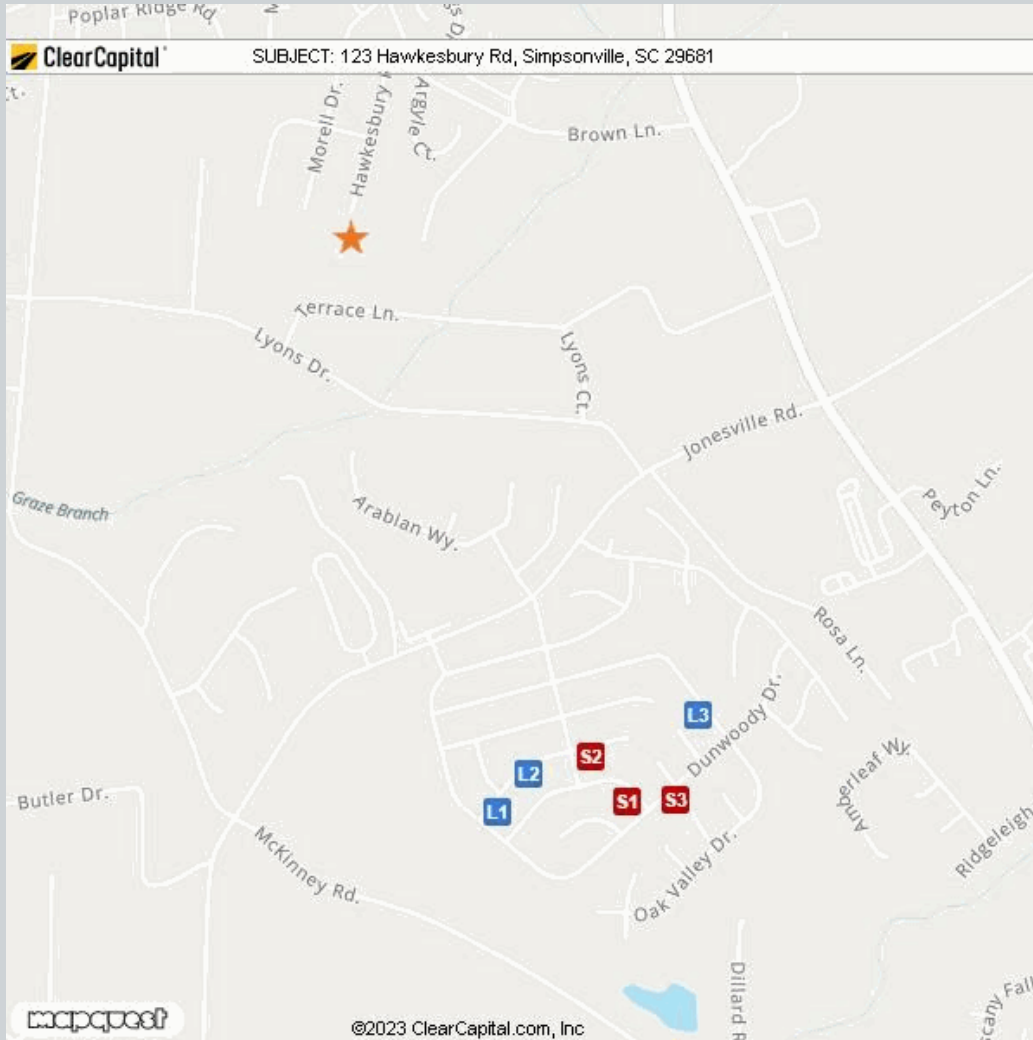 Poplar Ridge Rd.
ClearCapital
SUBJECT: 123 Hawkesbury Rd, Simpsonville, SC 29681
Ct.
Morell Dr.
Hawkesbury
Argyle Ct.
Brown Ln.
Terrace Ln.
Lyons Dr.
Lyons Ct.
Jonesville Rd.
Peyton Ln.
Graze Branch
Arabian Wy.
Rosa Ln.
L3
Dunwoody Dr.
S2
L2
Amberleaf Wy.
S1
S3
L1
Butler Dr.
Ridgeleigh
McKinney Rd.
Oak Valley Dr.
Dillard R
scany Fall
mapquest
©2023 ClearCapital.com, Inc